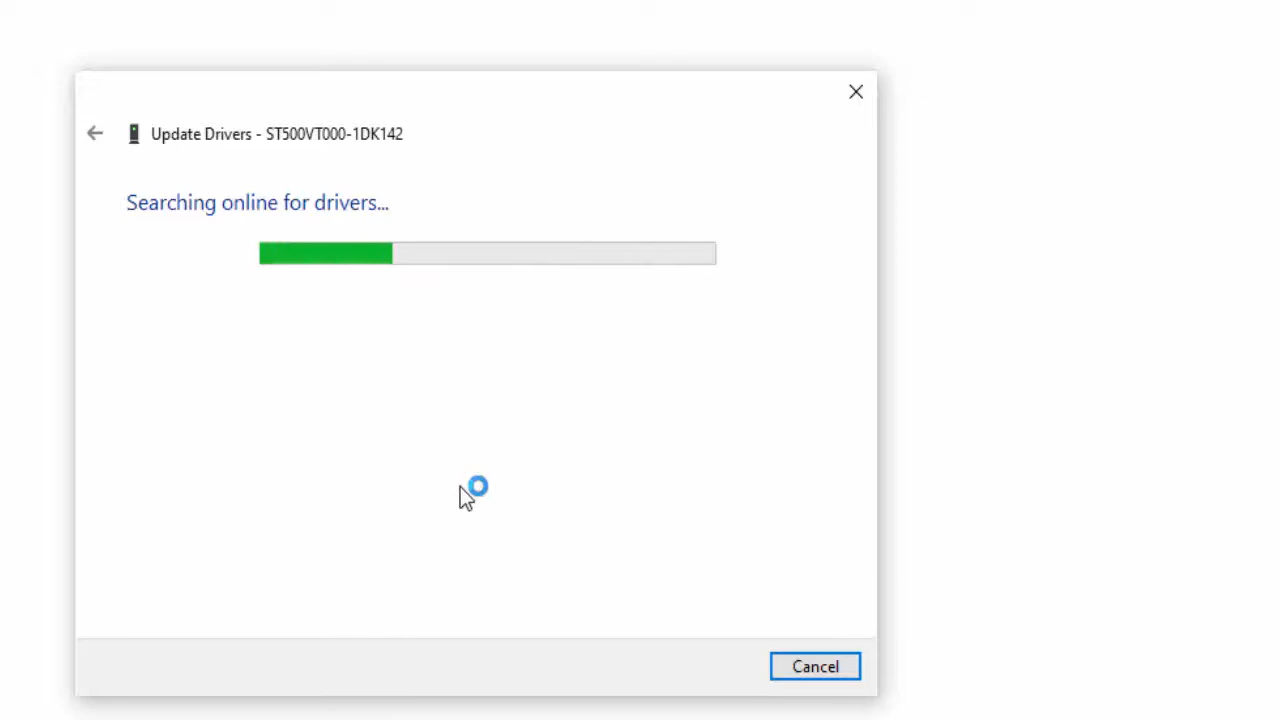 Update Drivers - ST500VT000-1DK142
Searching online for drivers...
Cancel